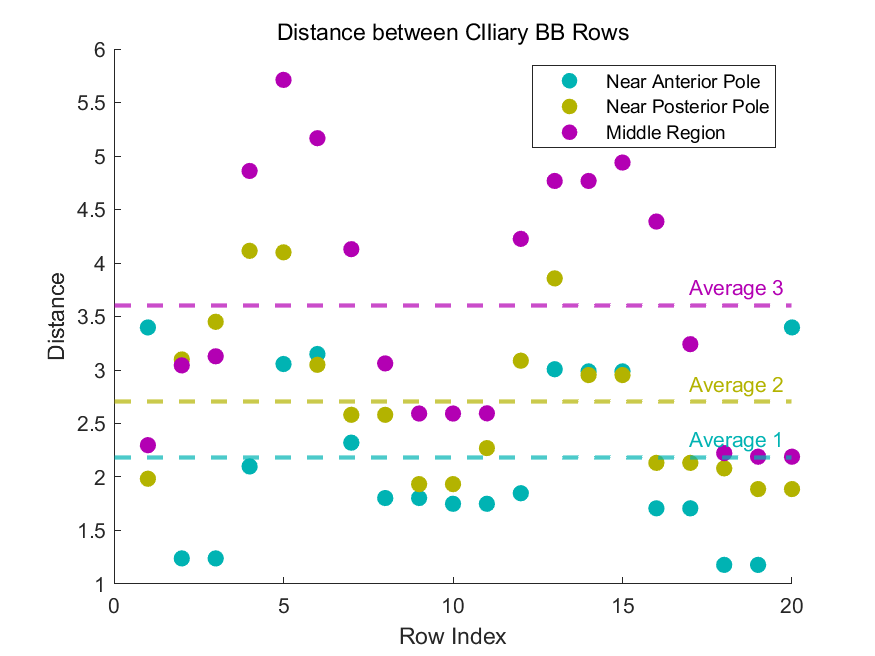 Distance between CIliary BB Rows
6
5.5
5
4.5
4
3.5
3
2.5
2
1.5
1
Distance
Near Anterior Pole
Near Posterior Pole
Middle Region
Average 3
Average 2
Average 1
0
5
10
15
20
Row Index